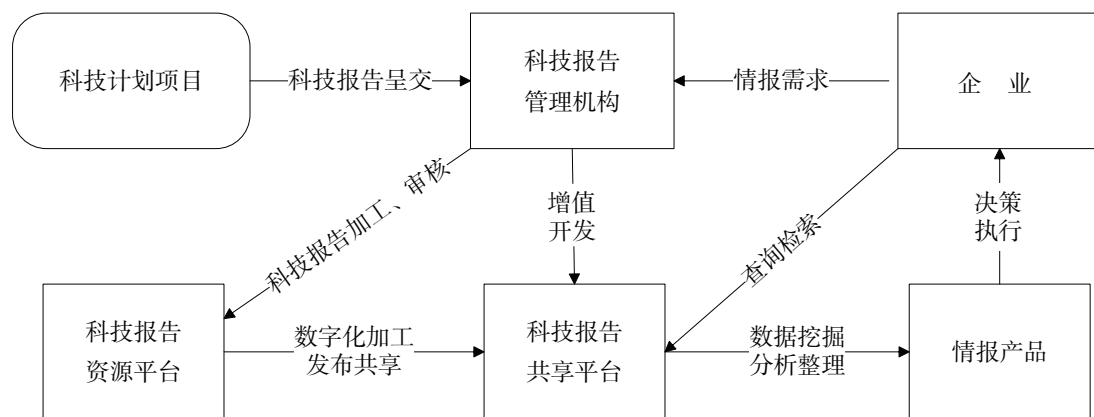 科技计划项目
科技报告呈交
科技报告
管理机构
情报需求
企 业
科技报告加工、审核
增值
开发
查询检索
决策
执行
科技报告
资源平台
数字化加工
发布共享
科技报告
共享平台
数据挖掘
分析整理
情报产品